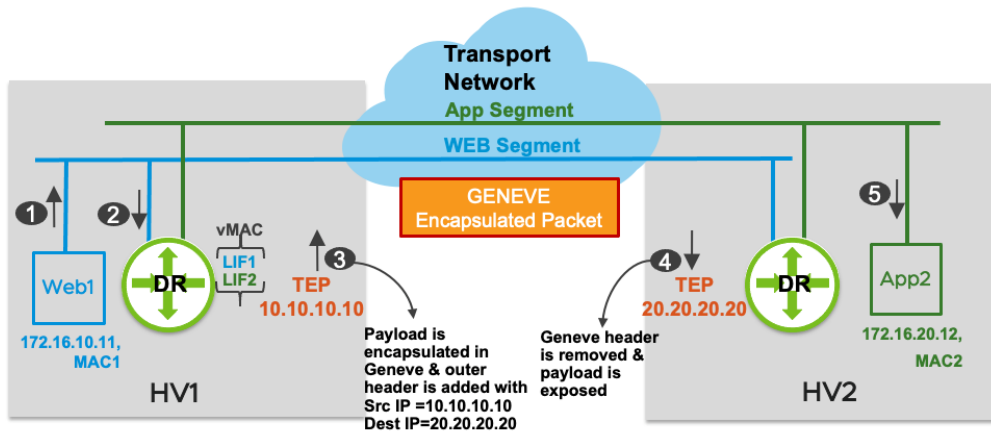 Transport
Network
App Segment
WEB Segment
GENEVE
Encapsulated Packet
1
2
vMAC
LIF1
LIF2
3
Web1
DR
TEP
10.10.10.10
172.16.10.11,
MAC1
HV1
Payload is
encapsulated in
Geneve & outer
header is added with
Src IP =10.10.10.10
Dest IP=20.20.20.20
4
TEP
20.20.20.20
Geneve header
is removed &
payload is
exposed
DR
5
App2
172.16.20.12,
MAC2
HV2